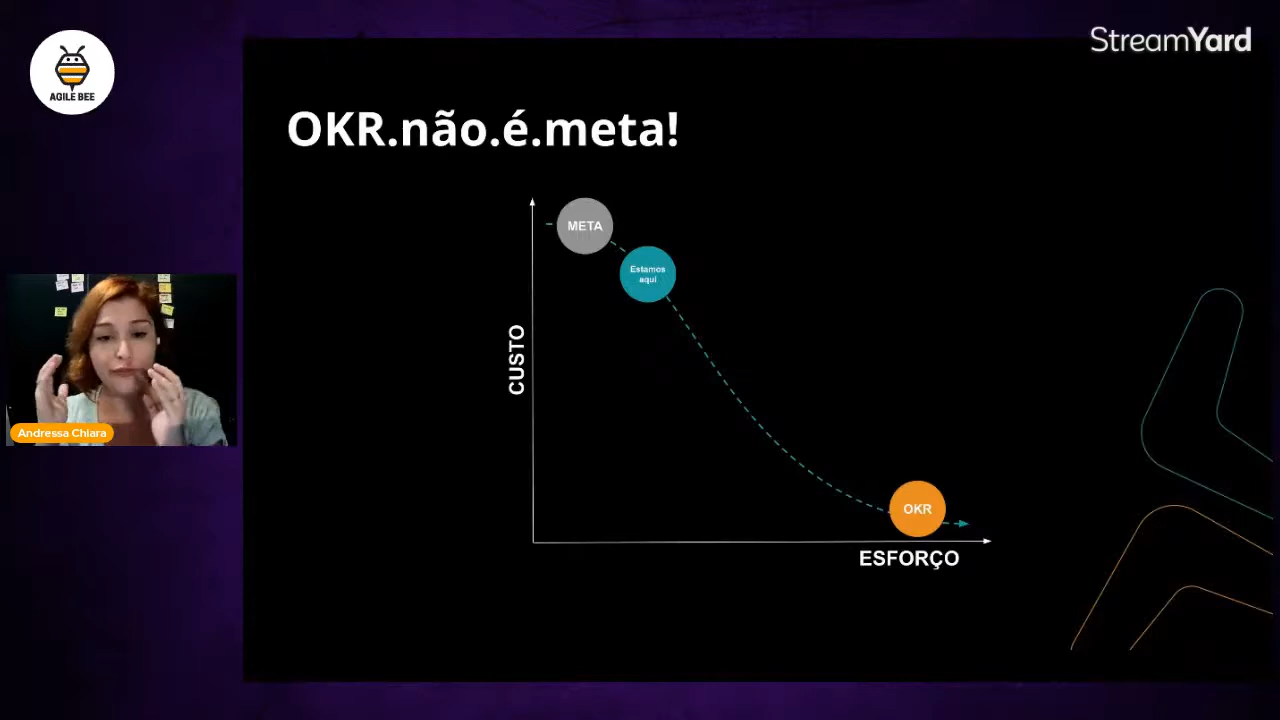 AGILE BEE
StreamYard
OKR.não.é.meta!
META
Estamos
aqui
CUSTO
OKR
ESFORÇO
Andressa Chiara